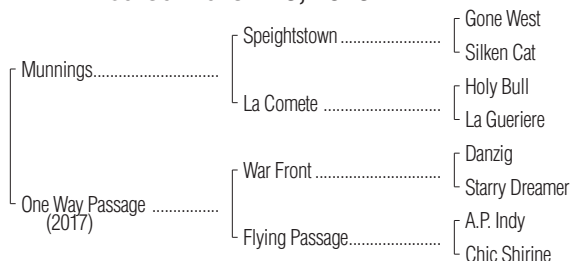 Gone West
Speightstown
Silken Cat
Munnings
Holy Bull
La Comete
La Gueriere
Danzig
War Front
Starry Dreamer
One Way Passage
(2017)
A.P. Indy
Flying Passage
Chic Shirine